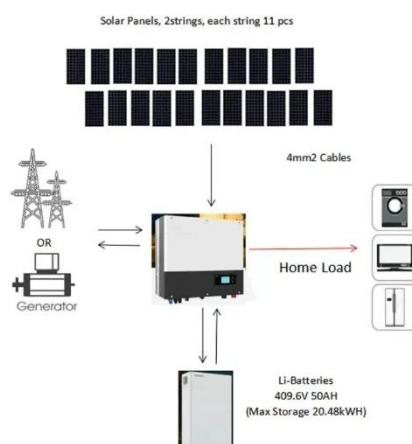 Solar Panels, 2strings, each string 11 pcs
4mm2 Cables
OR
Home Load
Generator
Li-Batteries
409.6V 50AH
(Max Storage 20.48kWH)